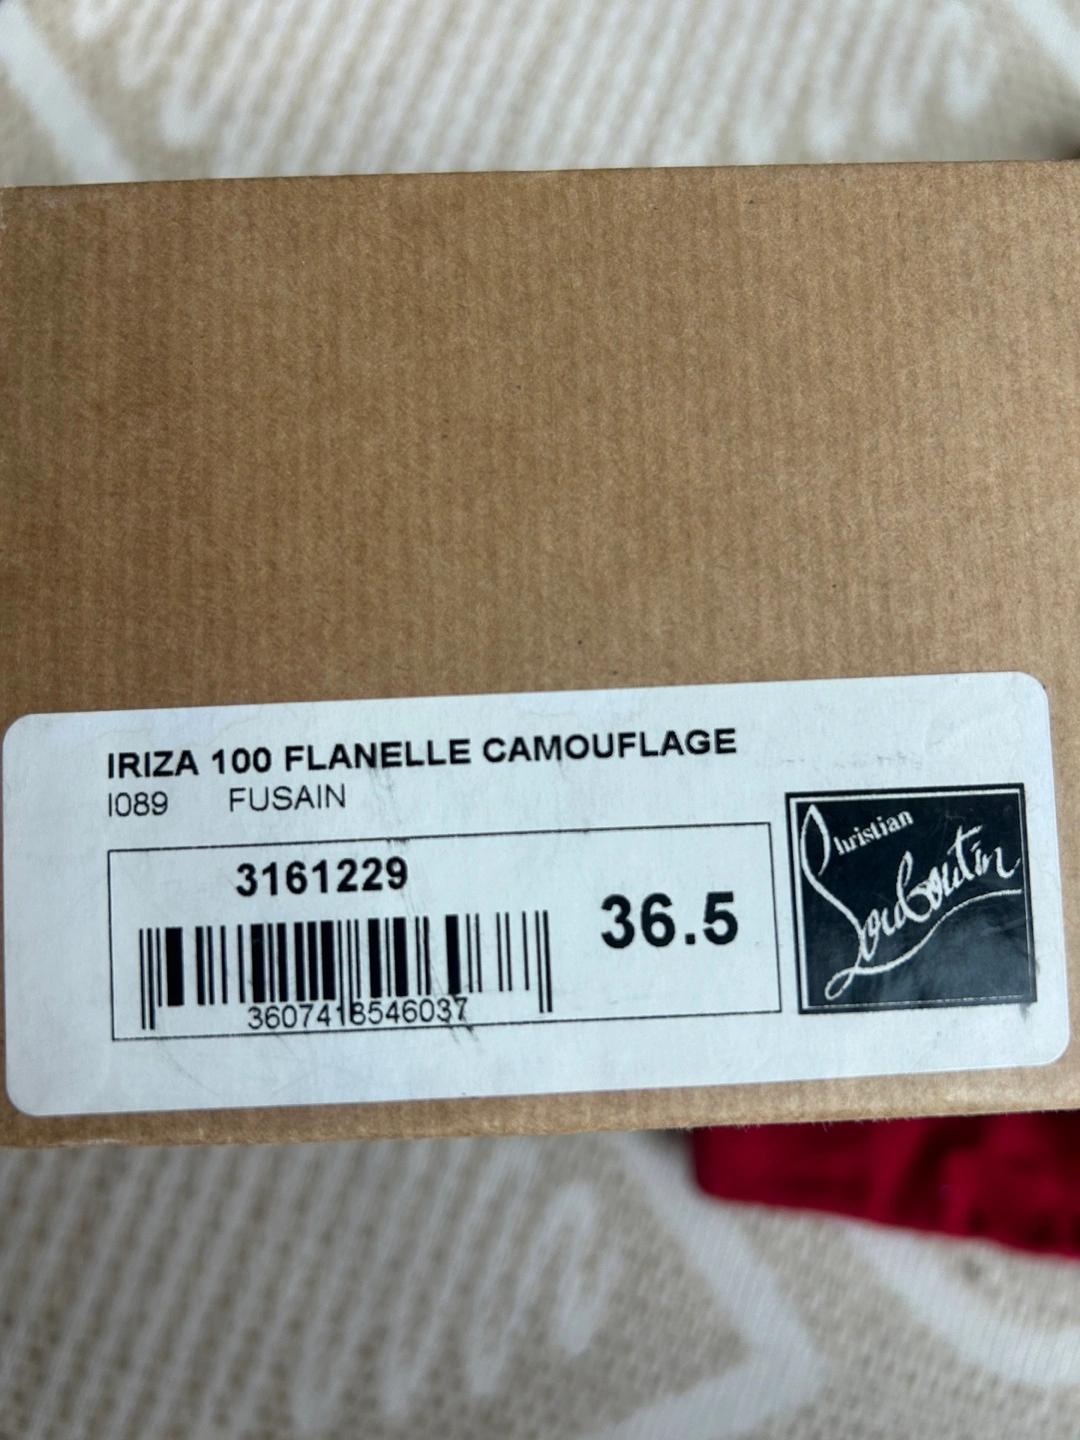 IRIZA 100 FLANELLE CAMOUFLAGE
I089 FUSAIN
3161229
36.5
3607418546037
Christian
Louboutin